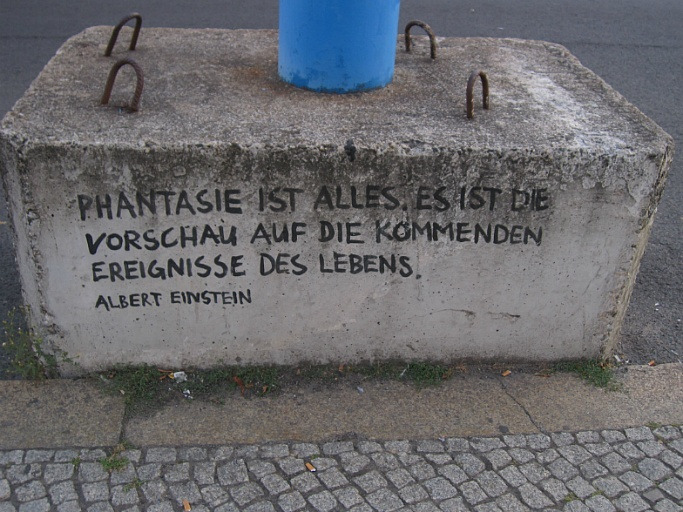 PHANTASIE IST ALLES. ES IST DIE
VORSCHAU AUF DIE KOMMENDEN
EREIGNISSE DES LEBENS.
ALBERT EINSTEIN